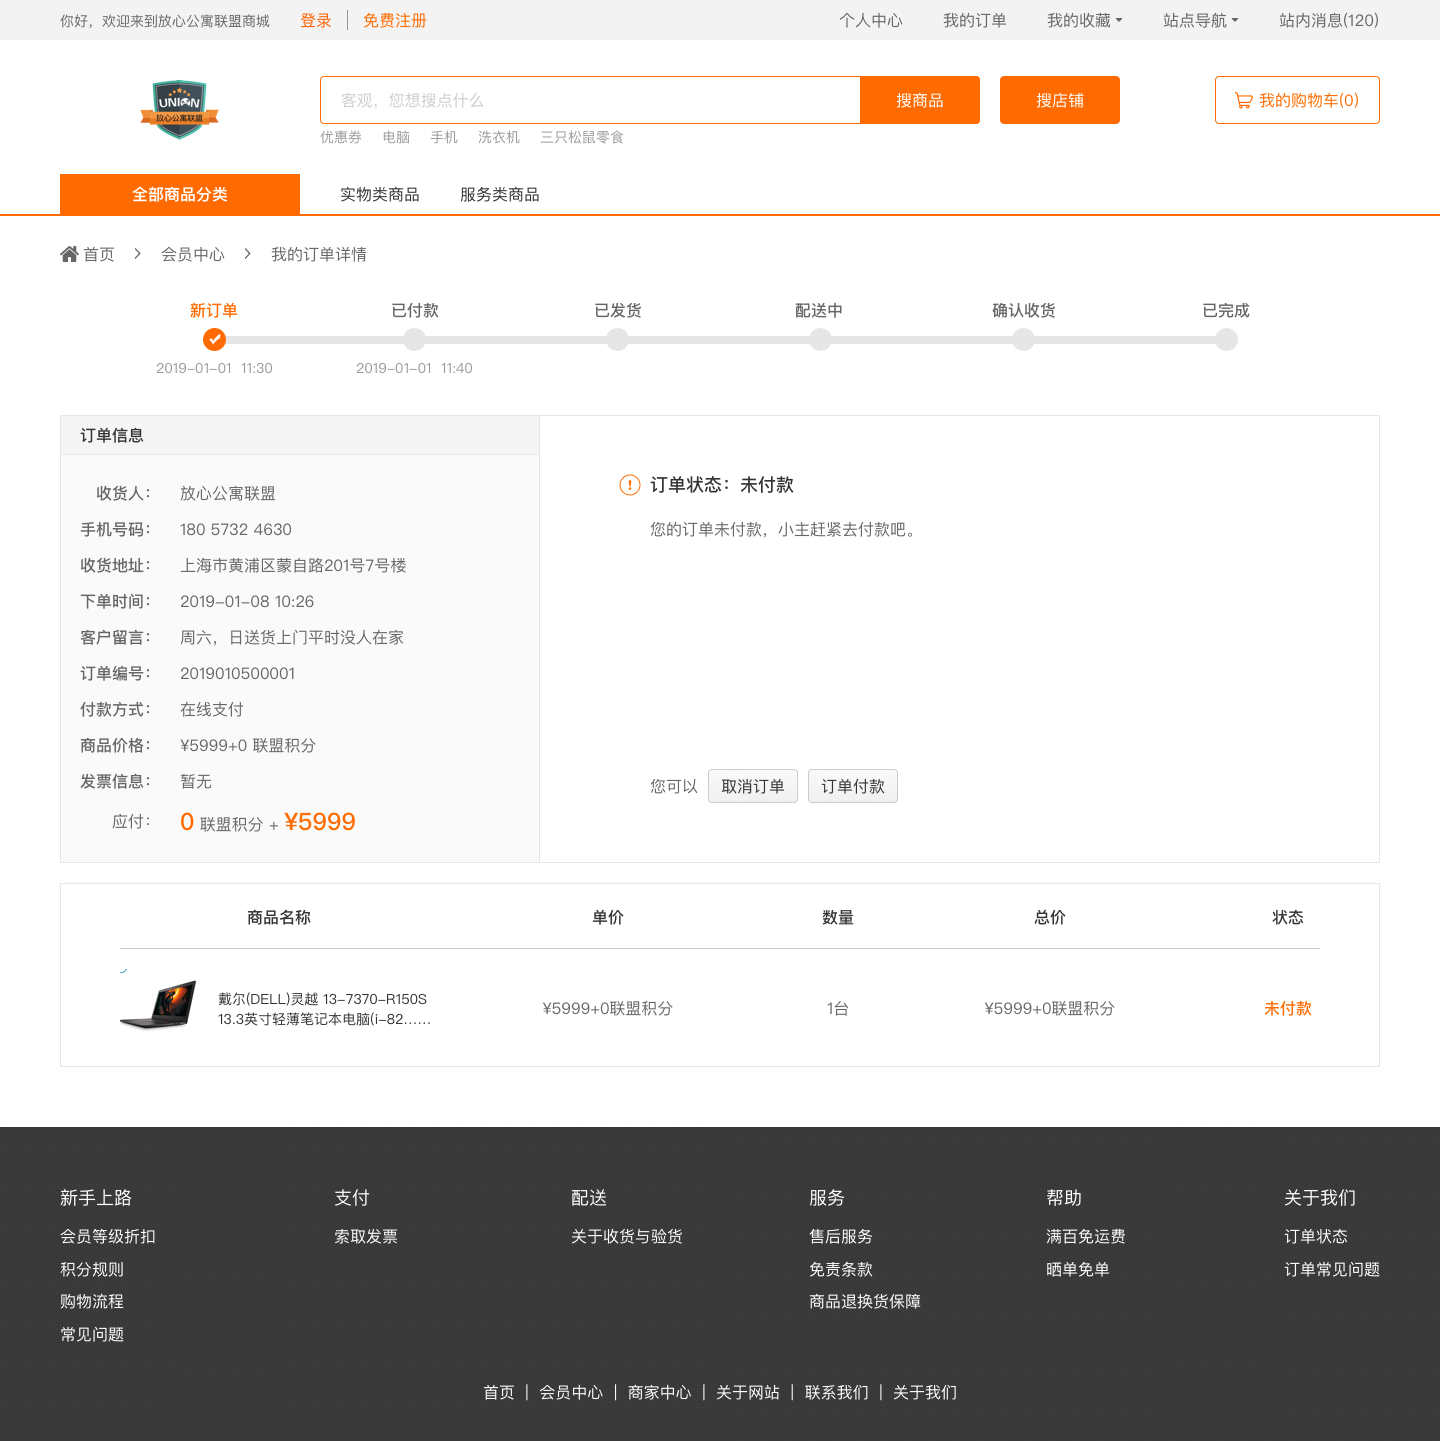 你好，欢迎来到放心公寓联盟商城 登录 免费注册 个人中心 我的订单 我的收藏 站点导航 站内消息(120)
UNION
放心公寓联盟
客观，您想搜点什么 搜商品 搜店铺 我的购物车(0)
优惠券 电脑 手机 洗衣机 三只松鼠零食
全部商品分类 实物类商品 服务类商品
首页 > 会员中心 > 我的订单详情
新订单 已付款 已发货 配送中 确认收货 已完成
2019-01-01 11:30 2019-01-01 11:40
订单信息
收货人： 放心公寓联盟
手机号码： 180 5732 4630
收货地址： 上海市黄浦区蒙自路201号7号楼
下单时间： 2019-01-08 10:26
客户留言： 周六，日送货上门平时没人在家
订单编号： 2019010500001
付款方式： 在线支付
商品价格： ¥5999+0 联盟积分
发票信息： 暂无
应付： 0 联盟积分 + ¥5999
订单状态：未付款
您的订单未付款，小主赶紧去付款吧。
您可以 取消订单 订单付款
商品名称 单价 数量 总价 状态
戴尔(DELL)灵越 13-7370-R150S
13.3英寸轻薄笔记本电脑(i-82…… ¥5999+0联盟积分 1台 ¥5999+0联盟积分 未付款
新手上路 支付 配送 服务 帮助 关于我们
会员等级折扣 索取发票 关于收货与验货 售后服务 满百免运费 订单状态
积分规则 免责条款 晒单免单 订单常见问题
购物流程 商品退换货保障
常见问题
首页 | 会员中心 | 商家中心 | 关于网站 | 联系我们 | 关于我们